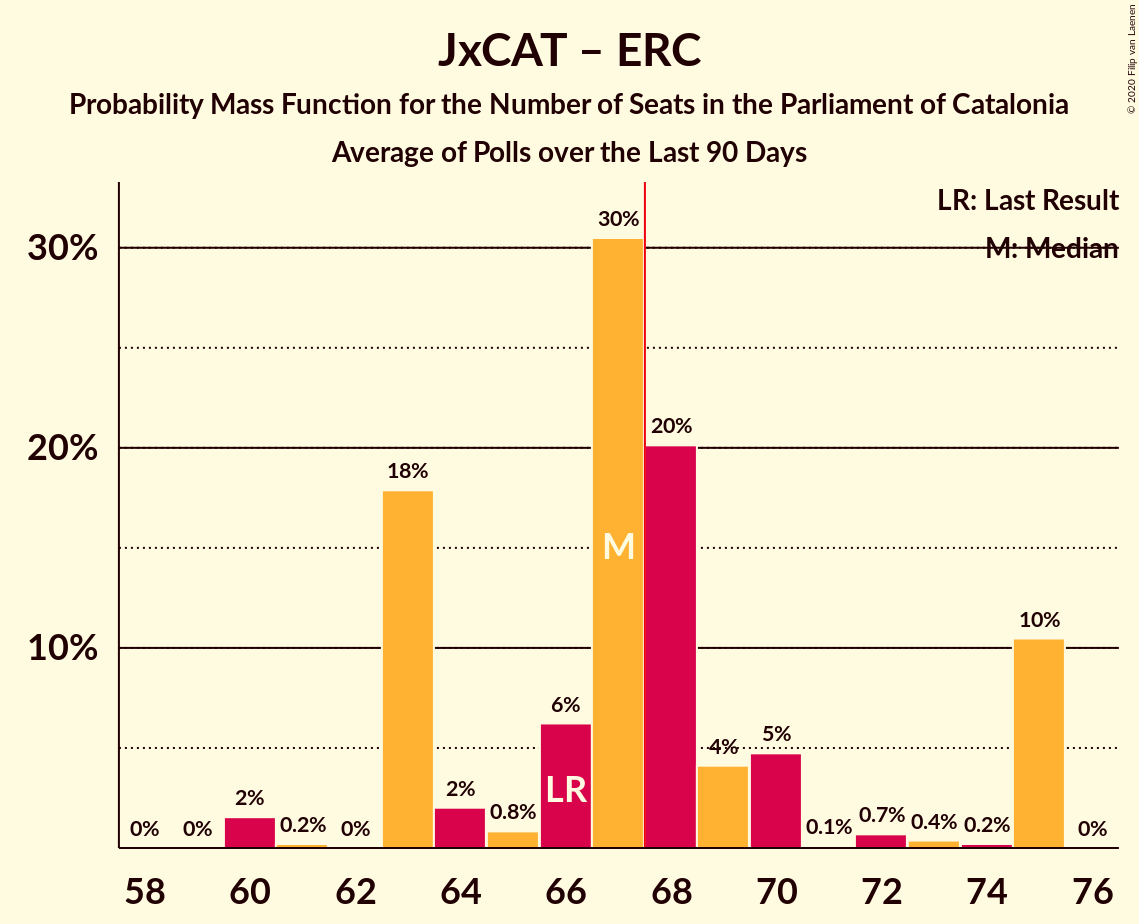 JxCAT – ERC
Probability Mass Function for the Number of Seats in the Parliament of Catalonia
Average of Polls over the Last 90 Days
© 2020 Filip van Laenen
LR: Last Result
M: Median
30%
20%
10%
0%
0%
2%
0.2%
0%
18%
2%
0.8%
6%
30%
20%
4%
5%
0.1%
0.7%
0.4%
0.2%
10%
0%
LR
M
58 60 62 64 66 68 70 72 74 76